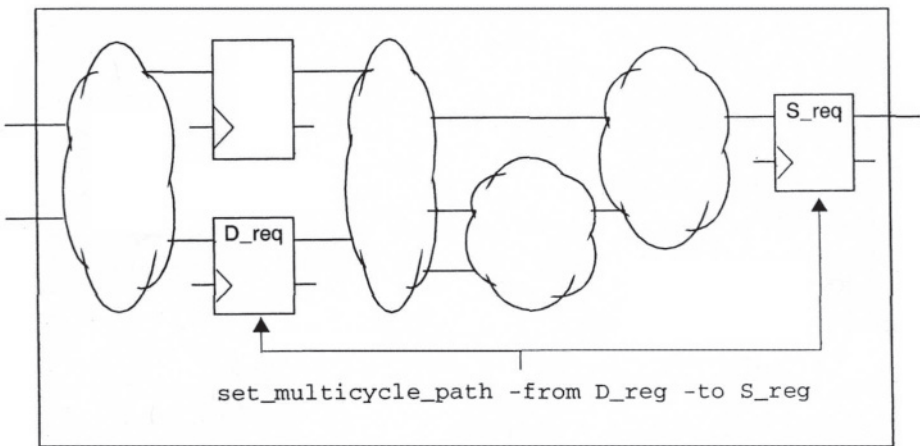 S_req
D_req
set_multicycle_path -from D_reg -to S_reg